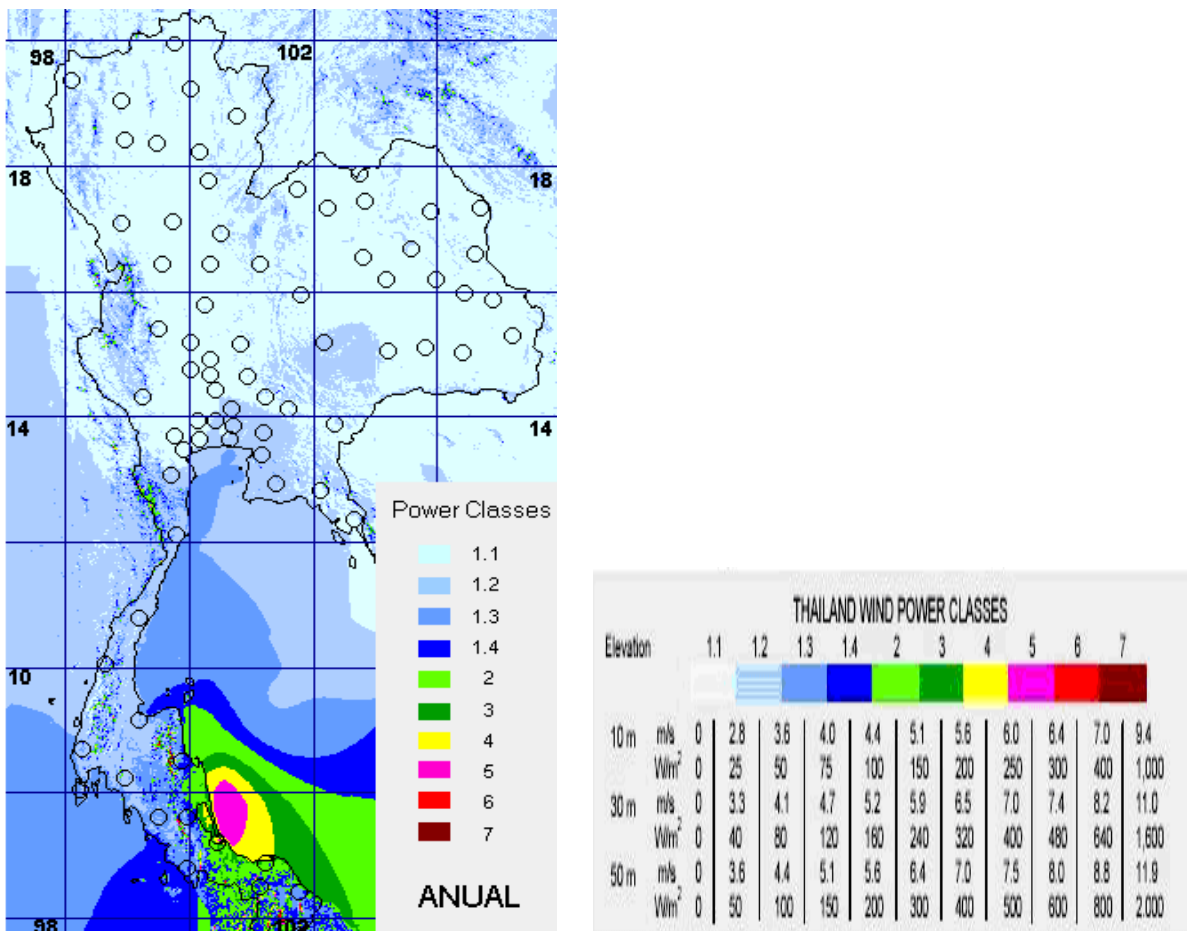 98 102
18 18
14 14
Power Classes
1.1
1.2
1.3
1.4
2
3
4
5
6
7
10
ANUAL
98 102
THAILAND WIND POWER CLASSES
Elevation 1.1 1.2 1.3 1.4 2 3 4 5 6 7
10 m m/s 0 2.8 3.6 4.0 4.4 5.1 5.6 6.0 6.4 7.0 9.4
W/m² 0 25 50 75 100 150 200 250 300 400 1,000
30 m m/s 0 3.3 4.1 4.7 5.2 5.9 6.5 7.0 7.4 8.2 11.0
W/m² 0 40 80 120 160 240 320 400 480 640 1,600
50 m m/s 0 3.6 4.4 5.1 5.6 6.4 7.0 7.5 8.0 8.8 11.9
W/m² 0 50 100 150 200 300 400 500 600 800 2.000